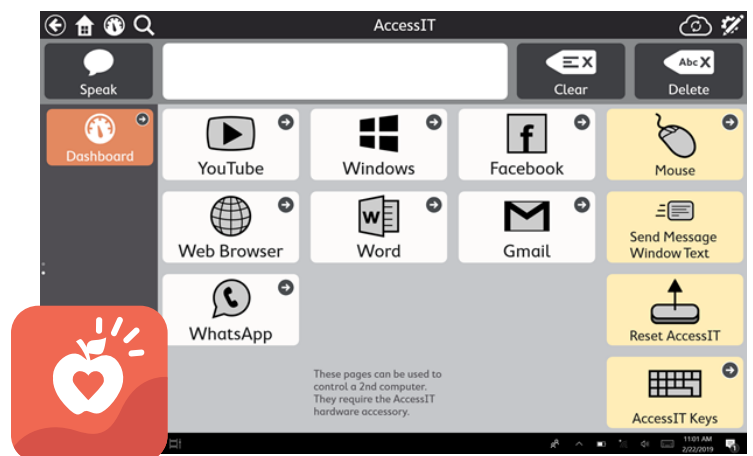 AccessIT
Speak
Clear
Abc X
Delete
Dashboard
YouTube
Windows
f
Facebook
Mouse
Web Browser
W
Word
Gmail
Send Message
Window Text
WhatsApp
Reset AccessIT
These pages can be used to
control a 2nd computer.
They require the AccessIT
hardware accessory.
AccessIT Keys
11:01 AM
2/22/2019